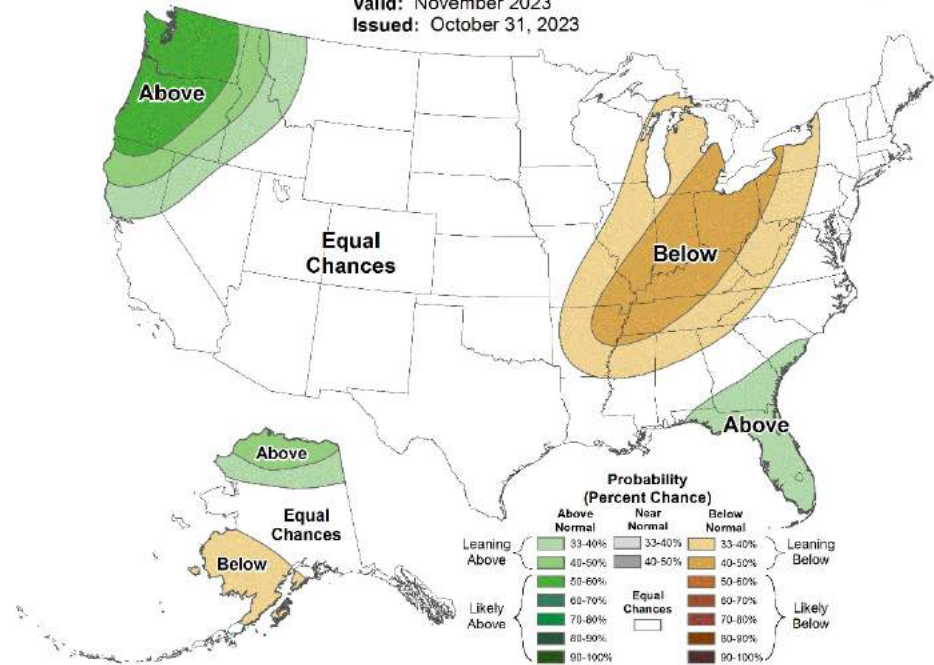 Valid: November 2023
Issued: October 31, 2023
Above
Equal
Chances
Below
Above
Above
Equal
Chances
Below
Probability
(Percent Chance)
Above
Normal
Near
Normal
Below
Normal
Leaning
Above
33-40%
33-40%
33-40%
Leaning
Below
40-50%
40-50%
40-50%
Likely
Above
50-60%
60-70%
70-80%
80-90%
90-100%
Equal
Chances
50-60%
60-70%
70-80%
80-90%
90-100%
Likely
Below